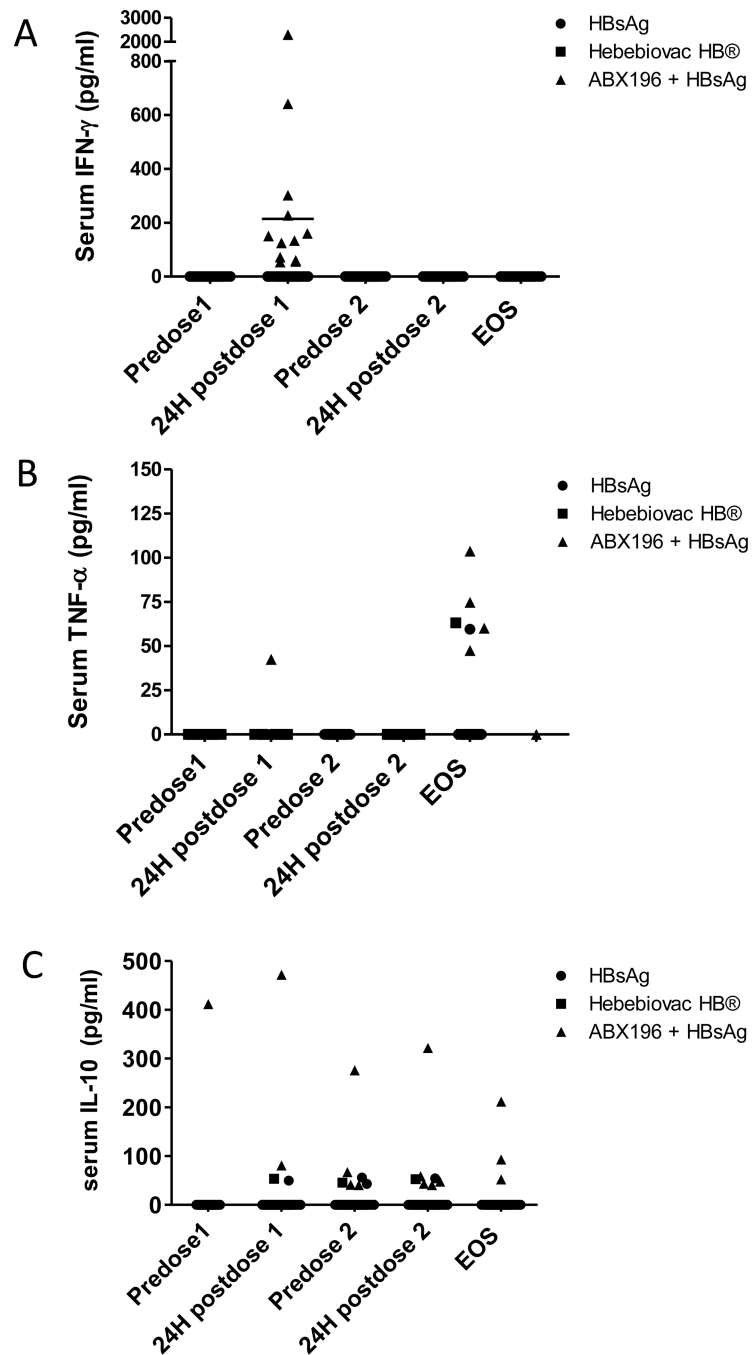 A
Serum IFN-γ (pg/ml)
3000
2000
800
600
400
200
0
Predose1
24H postdose 1
Predose 2
24H postdose 2
EOS
HBsAg
Hebebiovac HB®
ABX196 + HBsAg
B
Serum TNF-α (pg/ml)
150
125
100
75
50
25
0
Predose1
24H postdose 1
Predose 2
24H postdose 2
EOS
HBsAg
Hebebiovac HB®
ABX196 + HBsAg
C
serum IL-10 (pg/ml)
500
400
300
200
100
0
Predose1
24H postdose 1
Predose 2
24H postdose 2
EOS
HBsAg
Hebebiovac HB®
ABX196 + HBsAg